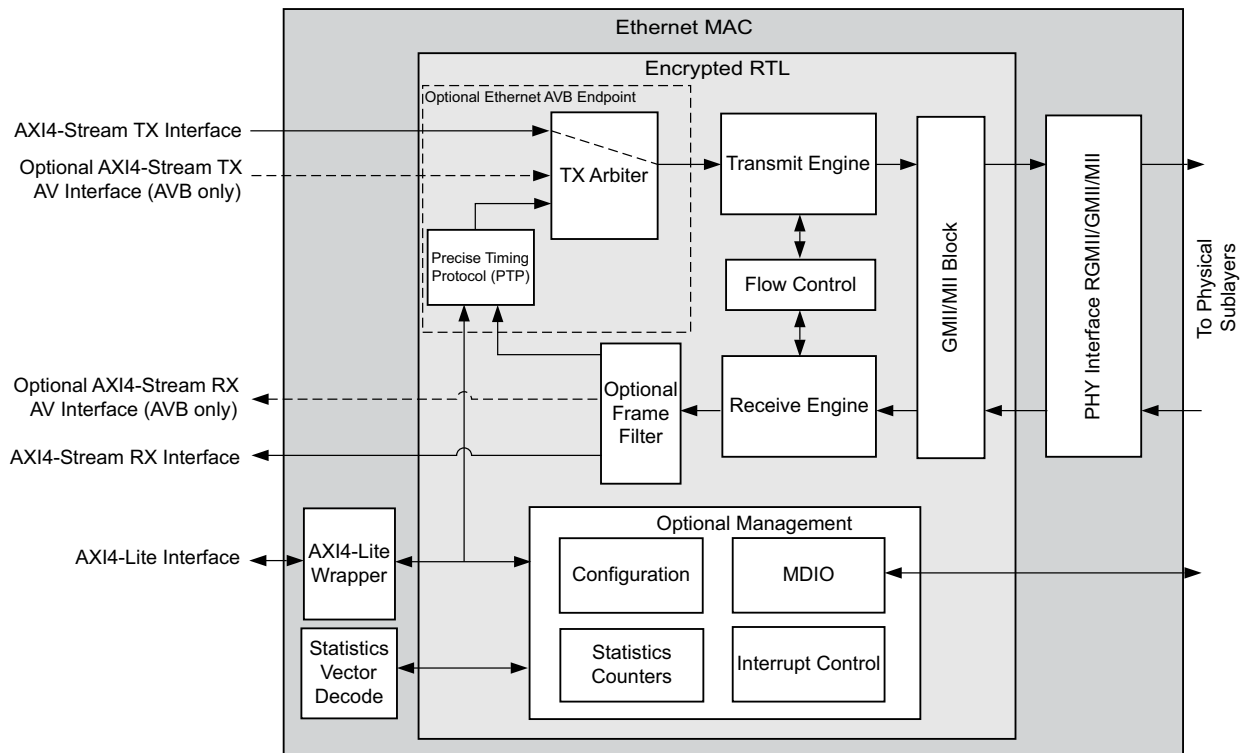 Ethernet MAC
Encrypted RTL
Optional Ethernet AVB Endpoint
AXI4-Stream TX Interface
Optional AXI4-Stream TX
AV Interface (AVB only)
TX Arbiter
Transmit Engine
Precise Timing
Protocol (PTP)
Flow Control
GMII/MII Block
PHY Interface RGMII/GMII/MII
To Physical
Sublayers
Optional AXI4-Stream RX
AV Interface (AVB only)
Optional
Frame
Filter
Receive Engine
AXI4-Stream RX Interface
Optional Management
AXI4-Lite Interface
AXI4-Lite
Wrapper
Configuration
MDIO
Statistics
Vector
Decode
Statistics
Counters
Interrupt Control